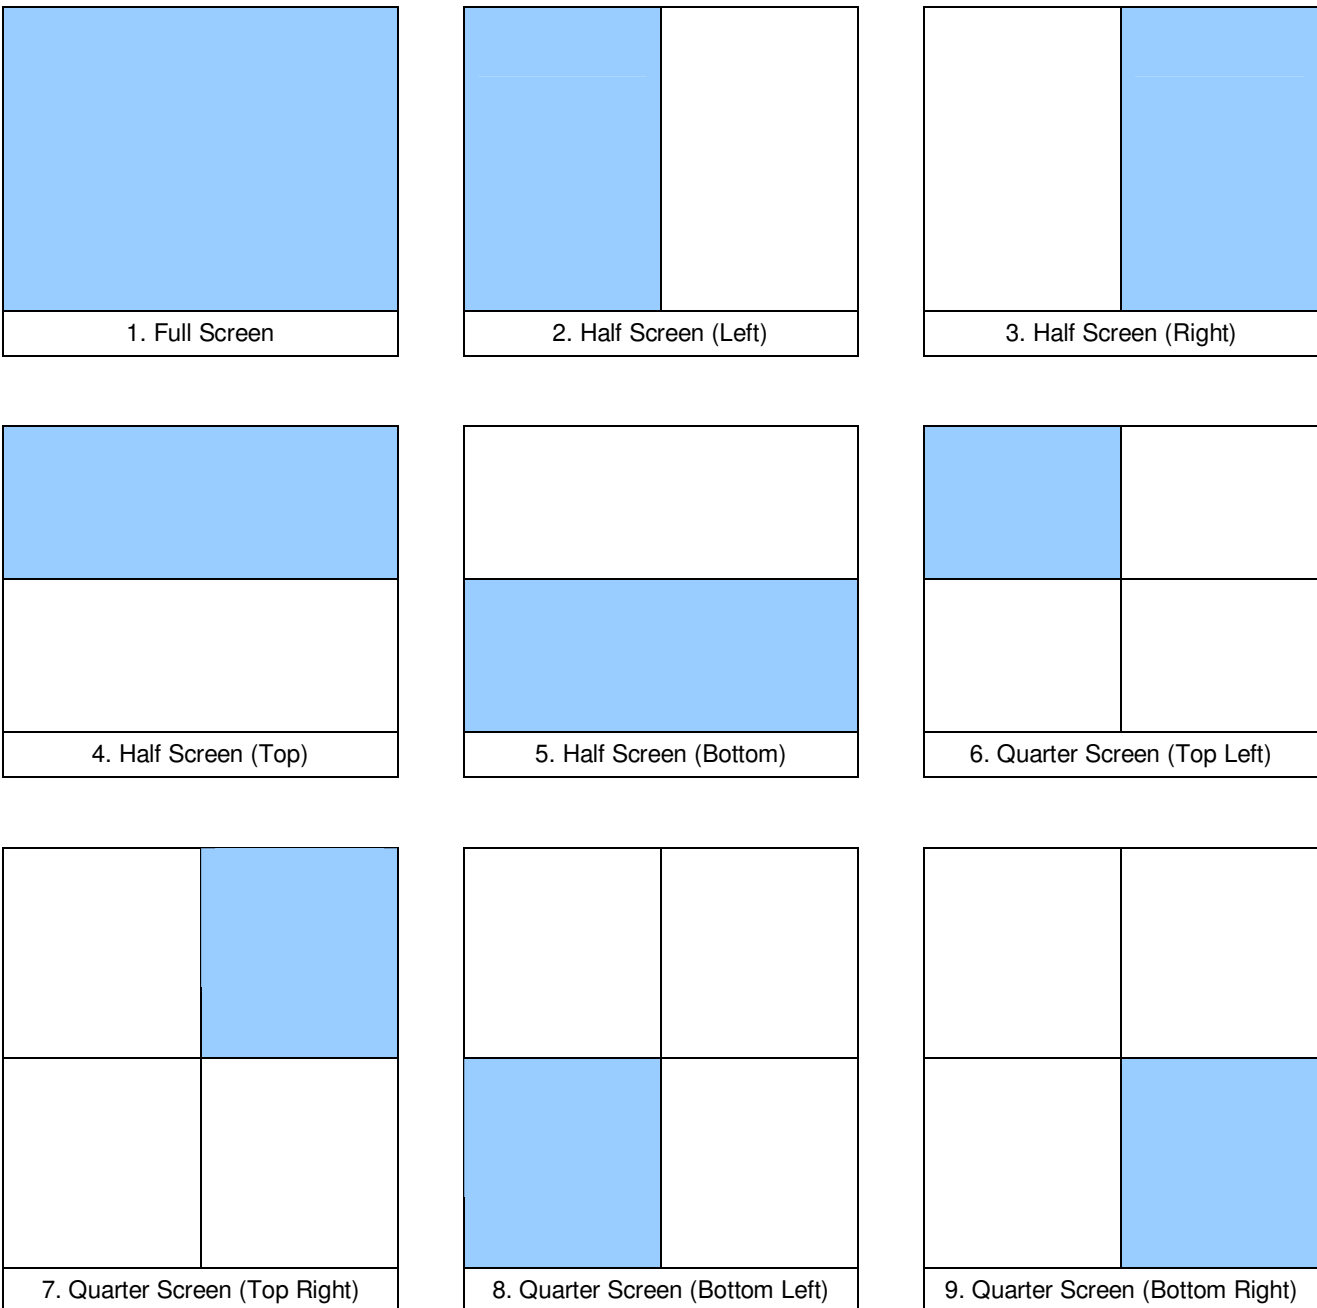 1. Full Screen
2. Half Screen (Left)
3. Half Screen (Right)
4. Half Screen (Top)
5. Half Screen (Bottom)
6. Quarter Screen (Top Left)
7. Quarter Screen (Top Right)
8. Quarter Screen (Bottom Left)
9. Quarter Screen (Bottom Right)